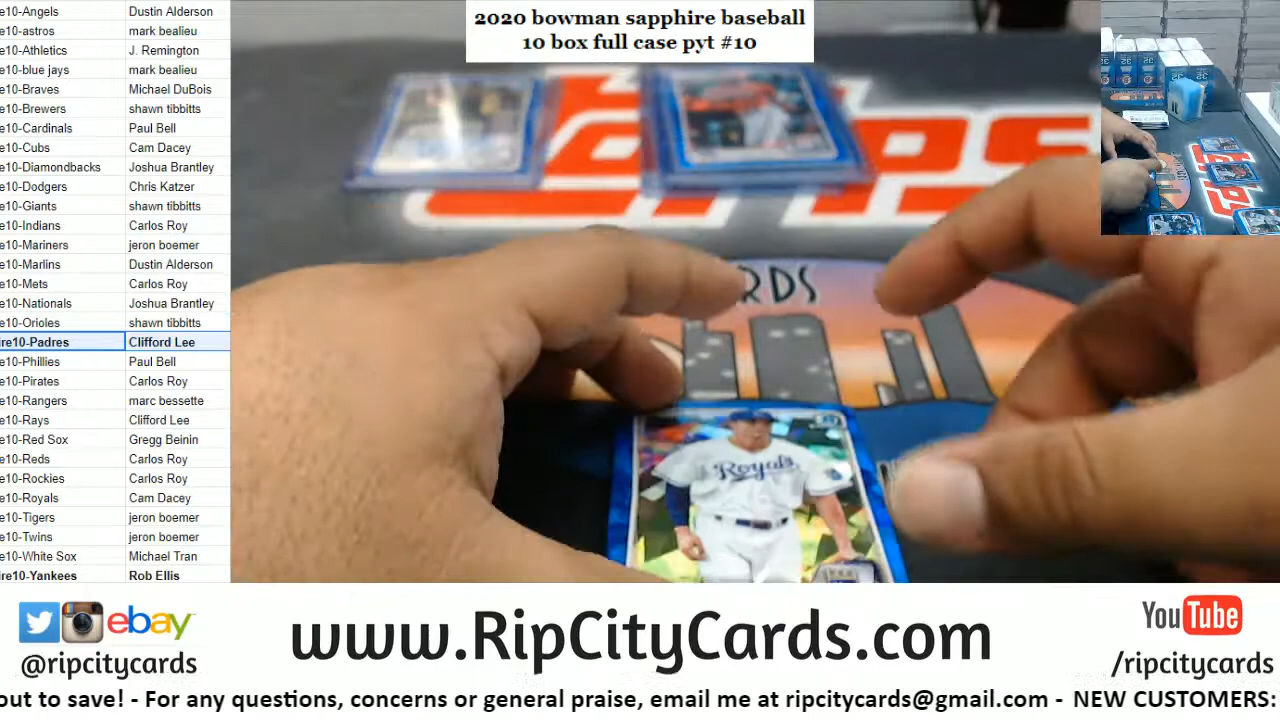 2020 bowman sapphire baseball
10 box full case pyt #10
e10-Angels Dustin Alderson
e10-astros mark bealieu
e10-Athletics J. Remington
e10-blue jays mark bealieu
e10-Braves Michael DuBois
e10-Brewers shawn tibbitts
e10-Cardinals Paul Bell
e10-Cubs Cam Dacey
e10-Diamondbacks Joshua Brantley
e10-Dodgers Chris Katzer
e10-Giants shawn tibbitts
e10-Indians Carlos Roy
e10-Mariners jeron boemer
e10-Marlins Dustin Alderson
e10-Mets Carlos Roy
e10-Nationals Joshua Brantley
e10-Orioles shawn tibbitts
ire10-Padres Clifford Lee
e10-Phillies Paul Bell
e10-Pirates Carlos Roy
e10-Rangers marc bessette
e10-Rays Clifford Lee
e10-Red Sox Gregg Beinin
e10-Reds Carlos Roy
e10-Rockies Carlos Roy
e10-Royals Cam Dacey
e10-Tigers jeron boemer
e10-Twins jeron boemer
e10-White Sox Michael Tran
ire10-Yankees Rob Ellis
RDS
Royals
ebay
@ripcitycards
www.RipCityCards.com
YouTube
/ripcitycards
out to save! - For any questions, concerns or general praise, email me at ripcitycards@gmail.com - NEW CUSTOMERS: